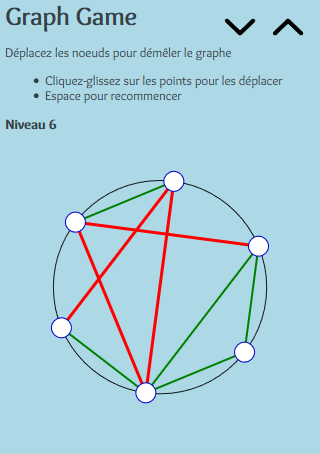 Graph Game
Déplacez les noeuds pour démêler le graphe
Cliquez-glissez sur les points pour les déplacer
Espace pour recommencer
Niveau 6